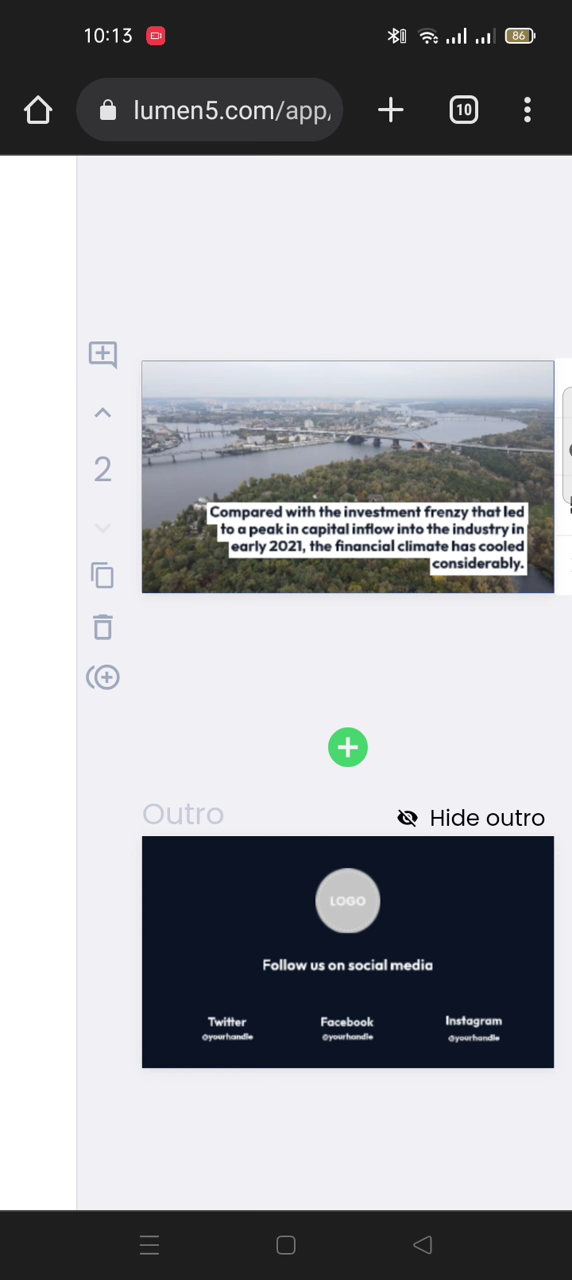 10:13
86
lumen5.com/app/
10
2
Compared with the investment frenzy that led
to a peak in capital inflow into the industry in
early 2021, the financial climate has cooled
considerably.
Outro
Hide outro
LOGO
Follow us on social media
Twitter
Facebook
Instagram
@yourhandle
@yourhandle
@yourhandle